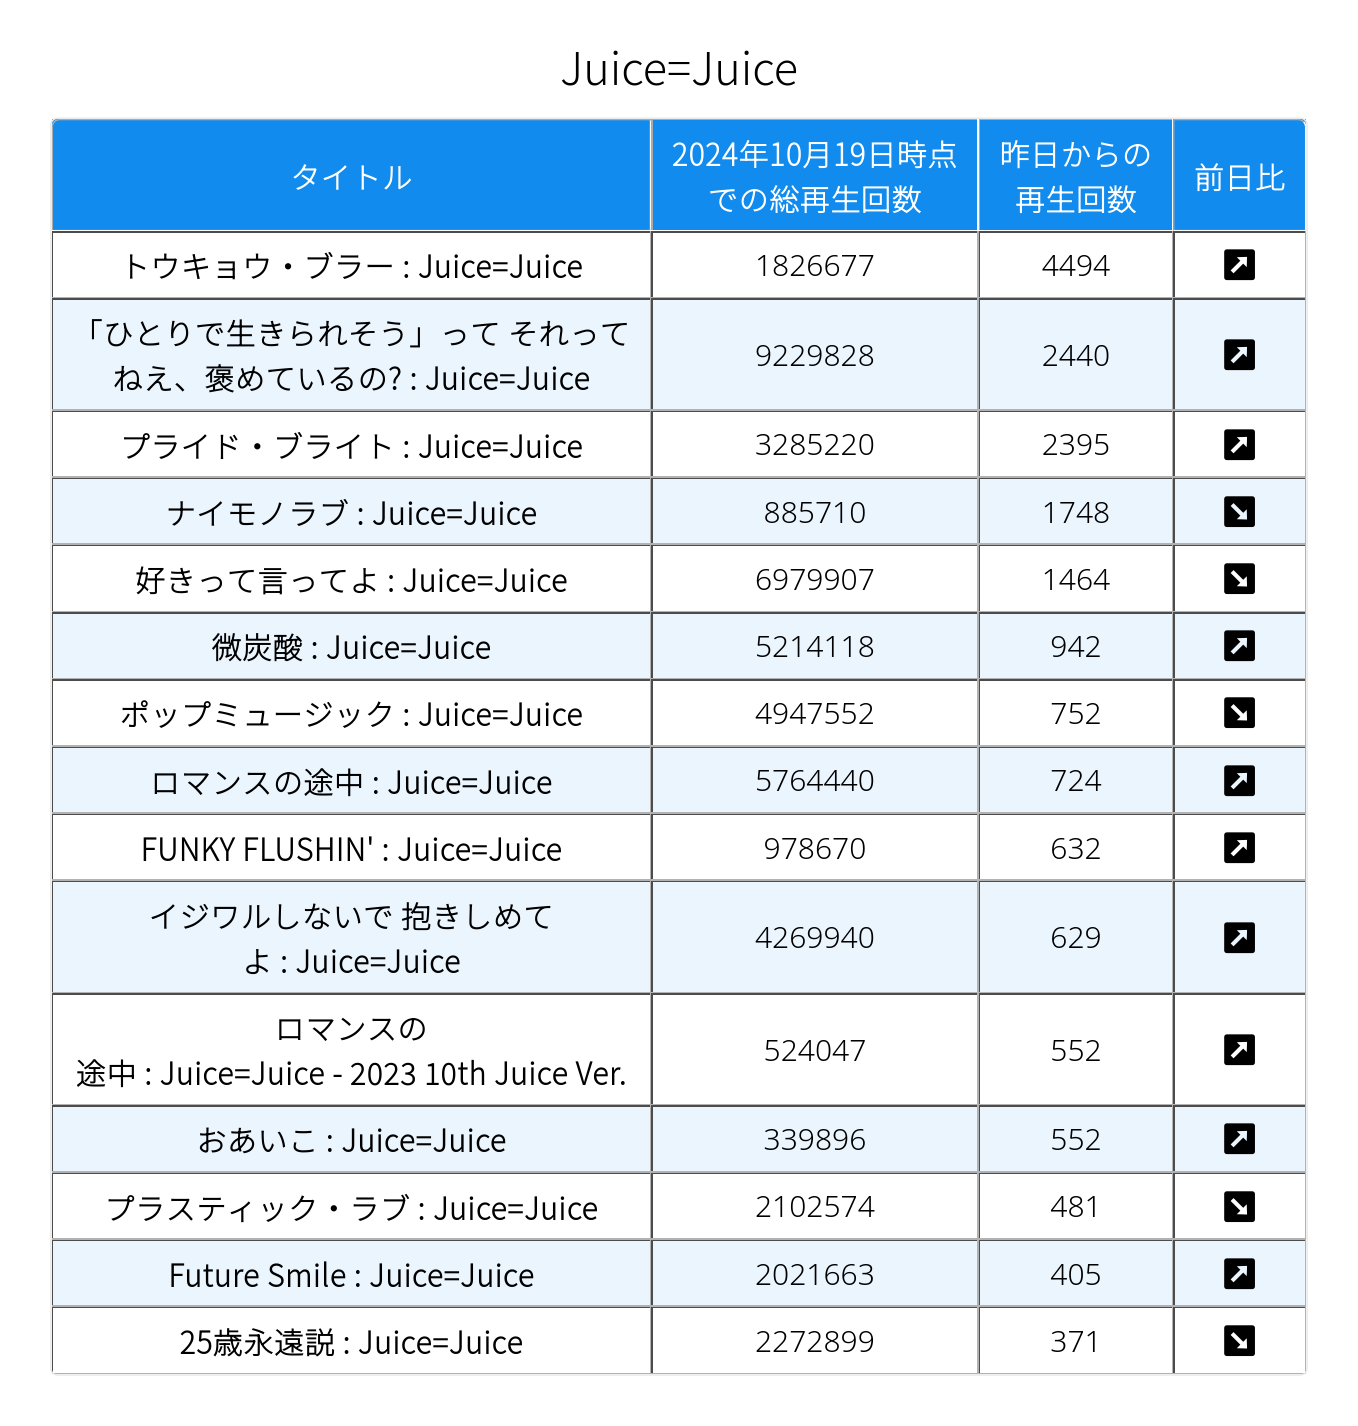 Juice=Juice
タイトル
2024年10月19日時点
での総再生回数
昨日からの
再生回数
前日比
トウキョウ・ブラー : Juice=Juice
1826677
4494
「ひとりで生きられそう」って それって
ねえ、褒めているの? : Juice=Juice
9229828
2440
プライド・ブライト : Juice=Juice
3285220
2395
ナイモノラブ : Juice=Juice
885710
1748
好きって言ってよ : Juice=Juice
6979907
1464
微炭酸 : Juice=Juice
5214118
942
ポップミュージック : Juice=Juice
4947552
752
ロマンスの途中 : Juice=Juice
5764440
724
FUNKY FLUSHIN' : Juice=Juice
978670
632
イジワルしないで 抱きしめて
よ : Juice=Juice
4269940
629
ロマンスの
途中 : Juice=Juice - 2023 10th Juice Ver.
524047
552
おあいこ : Juice=Juice
339896
552
プラスティック・ラブ : Juice=Juice
2102574
481
Future Smile : Juice=Juice
2021663
405
25歳永遠説 : Juice=Juice
2272899
371